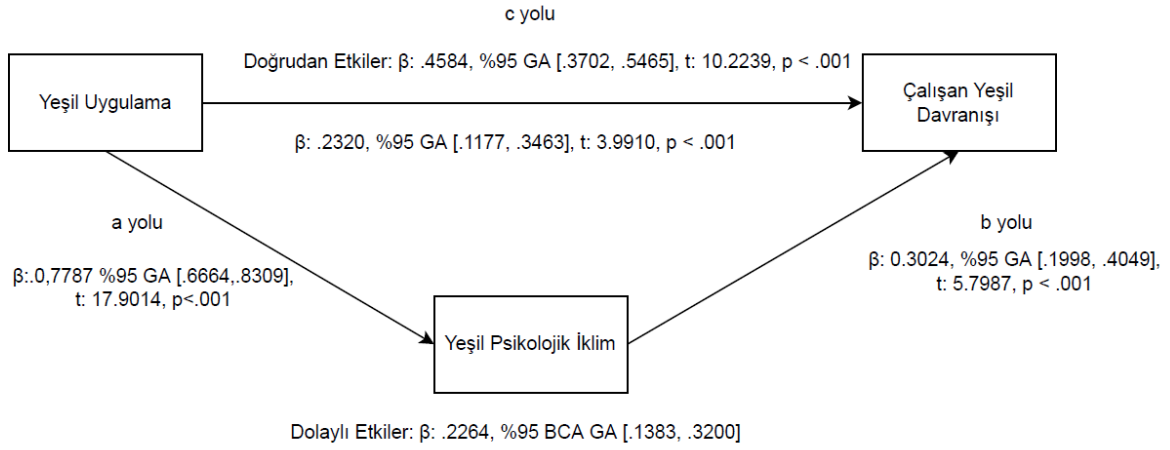 c yolu
Doğrudan Etkiler: β: .4584, %95 GA [.3702, .5465], t: 10.2239, p < .001
Yeşil Uygulama
Çalışan Yeşil
Davranışı
β: .2320, %95 GA [.1177, .3463], t: 3.9910, p < .001
a yolu
b yolu
β:.0,7787 %95 GA [.6664,.8309],
t: 17.9014, p<.001
β: 0.3024, %95 GA [.1998, .4049],
t: 5.7987, p < .001
Yeşil Psikolojik İklim
Dolaylı Etkiler: β: .2264, %95 BCA GA [.1383, .3200]